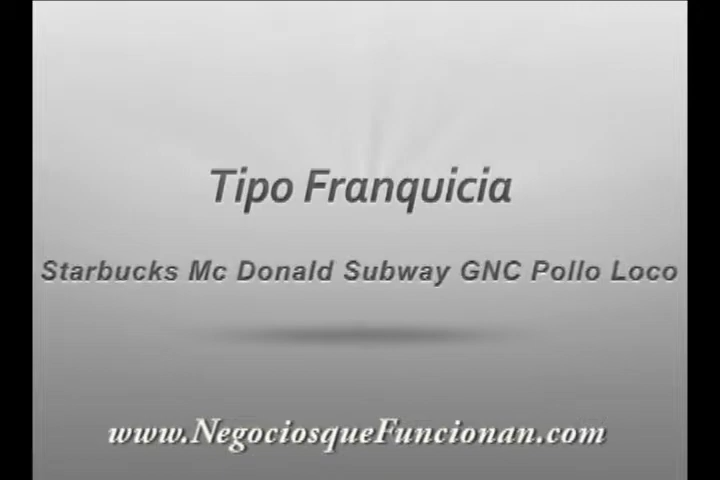 Tipo Franquicia
Starbucks Mc Donald Subway GNC Pollo Loco
www.NegociosqueFuncionan.com